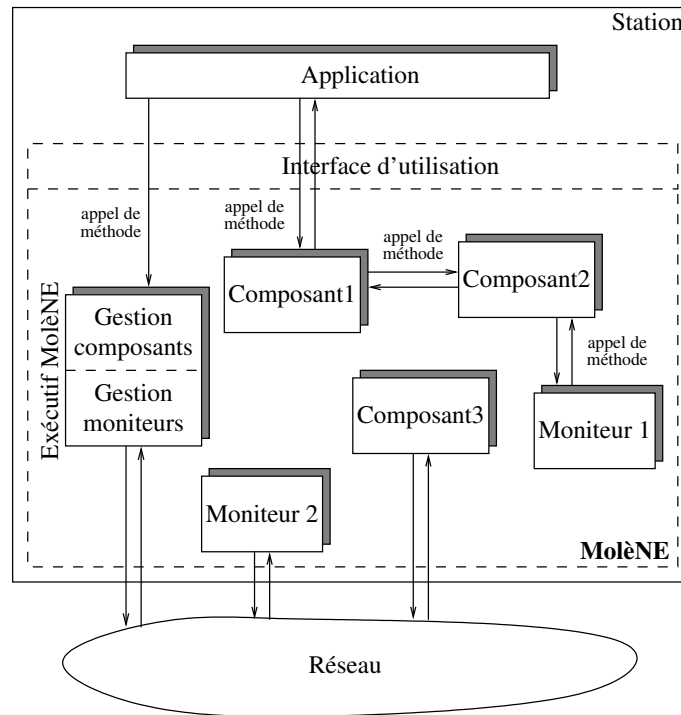 Station
Application
Interface d'utilisation
appel de
méthode
appel de
méthode
appel de
méthode
Composant1
Composant2
Exécutif MolèNE
Gestion
composants
Gestion
moniteurs
appel de
méthode
Composant3
Moniteur 1
Moniteur 2
MolèNE
Réseau